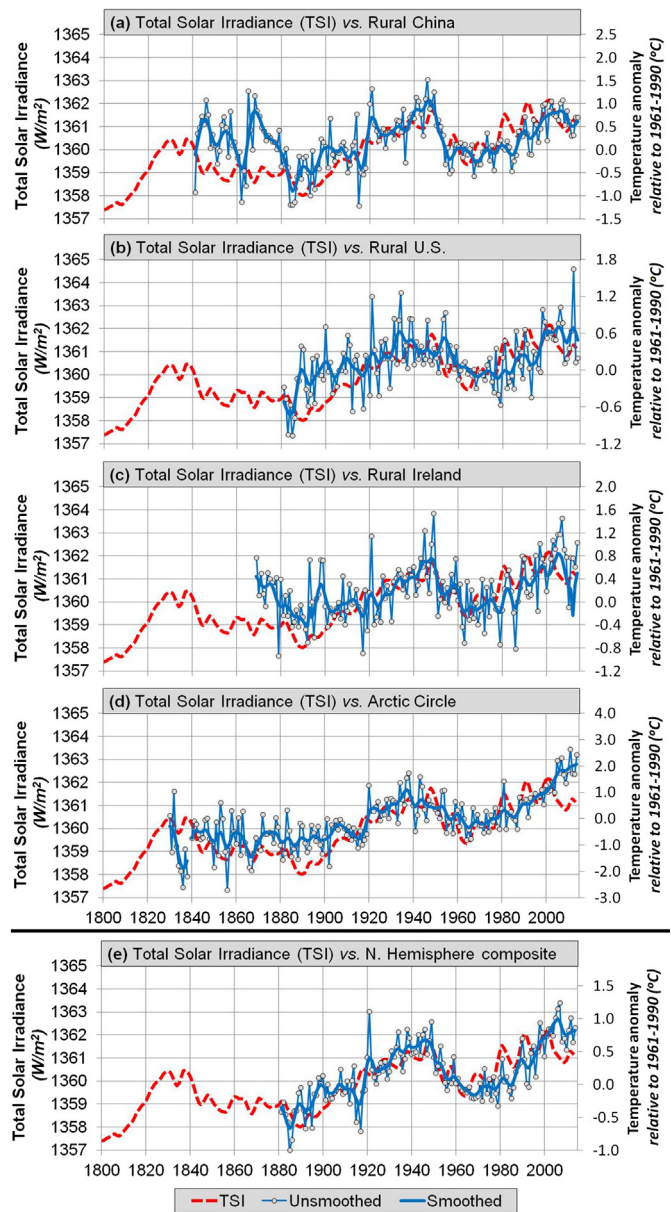 (a) Total Solar Irradiance (TSI) vs. Rural China
1365
1364
1363
1362
1361
1360
1359
1358
1357
Total Solar Irradiance
(W/m²)
2.5
2.0
1.5
1.0
0.5
0.0
-0.5
-1.0
-1.5
Temperature anomaly
relative to 1961-1990 (ºC)
(b) Total Solar Irradiance (TSI) vs. Rural U.S.
1365
1364
1363
1362
1361
1360
1359
1358
1357
Total Solar Irradiance
(W/m²)
1.8
1.2
0.6
0.0
-0.6
-1.2
Temperature anomaly
relative to 1961-1990 (ºC)
(c) Total Solar Irradiance (TSI) vs. Rural Ireland
1365
1364
1363
1362
1361
1360
1359
1358
1357
Total Solar Irradiance
(W/m²)
2.0
1.6
1.2
0.8
0.4
0.0
-0.4
-0.8
-1.2
Temperature anomaly
relative to 1961-1990 (ºC)
(d) Total Solar Irradiance (TSI) vs. Arctic Circle
1365
1364
1363
1362
1361
1360
1359
1358
1357
Total Solar Irradiance
(W/m²)
4.0
3.0
2.0
1.0
0.0
-1.0
-2.0
-3.0
Temperature anomaly
relative to 1961-1990 (ºC)
1800 1820 1840 1860 1880 1900 1920 1940 1960 1980 2000
(e) Total Solar Irradiance (TSI) vs. N. Hemisphere composite
1365
1364
1363
1362
1361
1360
1359
1358
1357
Total Solar Irradiance
(W/m²)
1.5
1.0
0.5
0.0
-0.5
-1.0
Temperature anomaly
relative to 1961-1990 (ºC)
1800 1820 1840 1860 1880 1900 1920 1940 1960 1980 2000
TSI Unsmoothed Smoothed